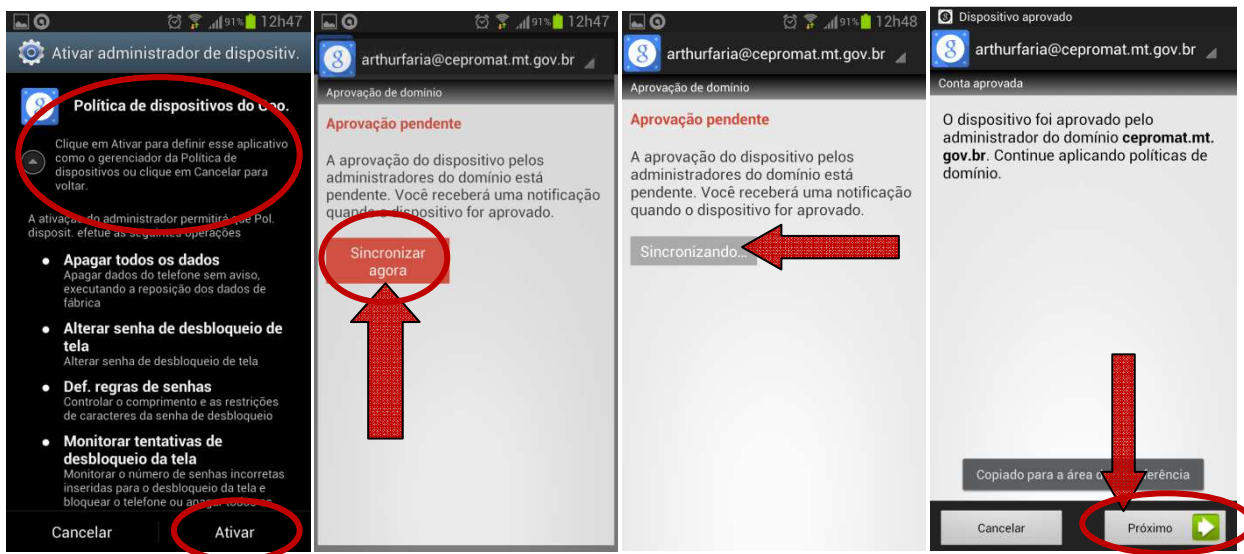 91% 12h47
Ativar administrador de dispositiv.
Política de dispositivos do Goo.
Clique em Ativar para definir esse aplicativo
como o gerenciador da Política de
dispositivos ou clique em Cancelar para
voltar.
A ativação do administrador permitirá que Pol.
disposit. efetue as seguintes operações
Apagar todos os dados
Apagar dados do telefone sem aviso,
executando a reposição dos dados de
fábrica
Alterar senha de desbloqueio de
tela
Alterar senha de desbloqueio de tela
Def. regras de senhas
Controlar o comprimento e as restrições
de caracteres da senha de desbloqueio
Monitorar tentativas de
desbloqueio da tela
Monitorar o número de senhas incorretas
inseridas para o desbloqueio da tela e
bloquear o telefone ou apagar todos os
Cancelar
Ativar
91% 12h47
arthurfaria@cepromat.mt.gov.br
Aprovação de domínio
Aprovação pendente
A aprovação do dispositivo pelos
administradores do domínio está
pendente. Você receberá uma notificação
quando o dispositivo for aprovado.
Sincronizar
agora
91% 12h48
arthurfaria@cepromat.mt.gov.br
Aprovação de domínio
Aprovação pendente
A aprovação do dispositivo pelos
administradores do domínio está
pendente. Você receberá uma notificação
quando o dispositivo for aprovado.
Sincronizando...
Dispositivo aprovado
arthurfaria@cepromat.mt.gov.br
Conta aprovada
O dispositivo foi aprovado pelo
administrador do domínio cepromat.mt.
gov.br. Continue aplicando políticas de
domínio.
Copiado para a área de transferência
Cancelar
Próximo